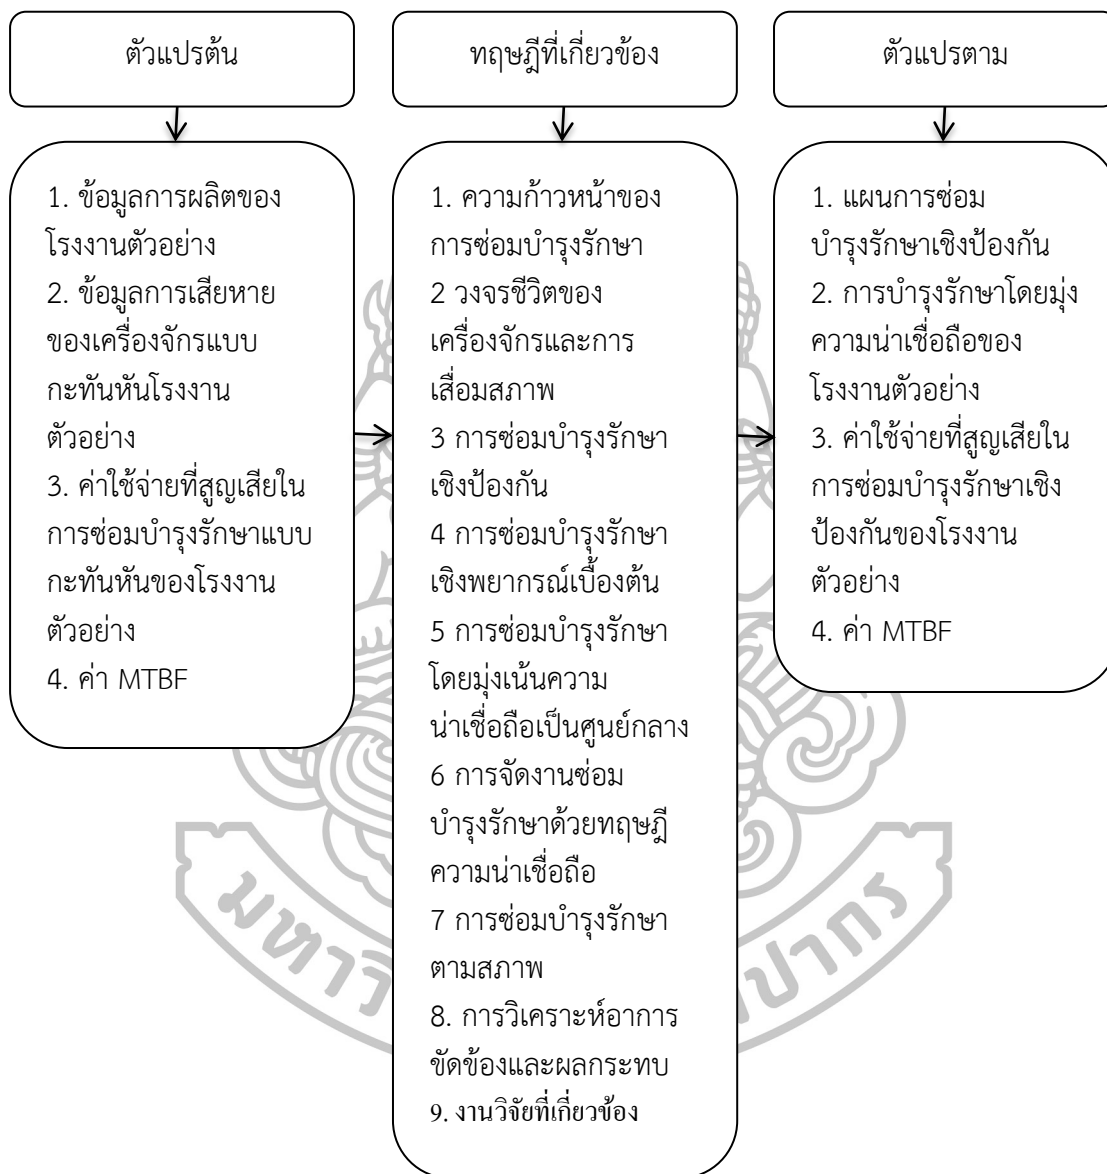 ตัวแปรต้น
ทฤษฎีที่เกี่ยวข้อง
ตัวแปรตาม
1. ข้อมูลการผลิตของ
โรงงานตัวอย่าง
2. ข้อมูลการเสียหาย
ของเครื่องจักรแบบ
กะทันหันโรงงาน
ตัวอย่าง
3. ค่าใช้จ่ายที่สูญเสียใน
การซ่อมบำรุงรักษาแบบ
กะทันหันของโรงงาน
ตัวอย่าง
4. ค่า MTBF
1. ความก้าวหน้าของ
การซ่อมบำรุงรักษา
2 วงจรชีวิตของ
เครื่องจักรและการ
เสื่อมสภาพ
3 การซ่อมบำรุงรักษา
เชิงป้องกัน
4 การซ่อมบำรุงรักษา
เชิงพยากรณ์เบื้องต้น
5 การซ่อมบำรุงรักษา
โดยมุ่งเน้นความ
น่าเชื่อถือเป็นศูนย์กลาง
6 การจัดงานซ่อม
บำรุงรักษาด้วยทฤษฎี
ความน่าเชื่อถือ
7 การซ่อมบำรุงรักษา
ตามสภาพ
8. การวิเคราะห์อาการ
ขัดข้องและผลกระทบ
9. งานวิจัยที่เกี่ยวข้อง
1. แผนการซ่อม
บำรุงรักษาเชิงป้องกัน
2. การบำรุงรักษาโดยมุ่ง
ความน่าเชื่อถือของ
โรงงานตัวอย่าง
3. ค่าใช้จ่ายที่สูญเสียใน
การซ่อมบำรุงรักษาเชิง
ป้องกันของโรงงาน
ตัวอย่าง
4. ค่า MTBF